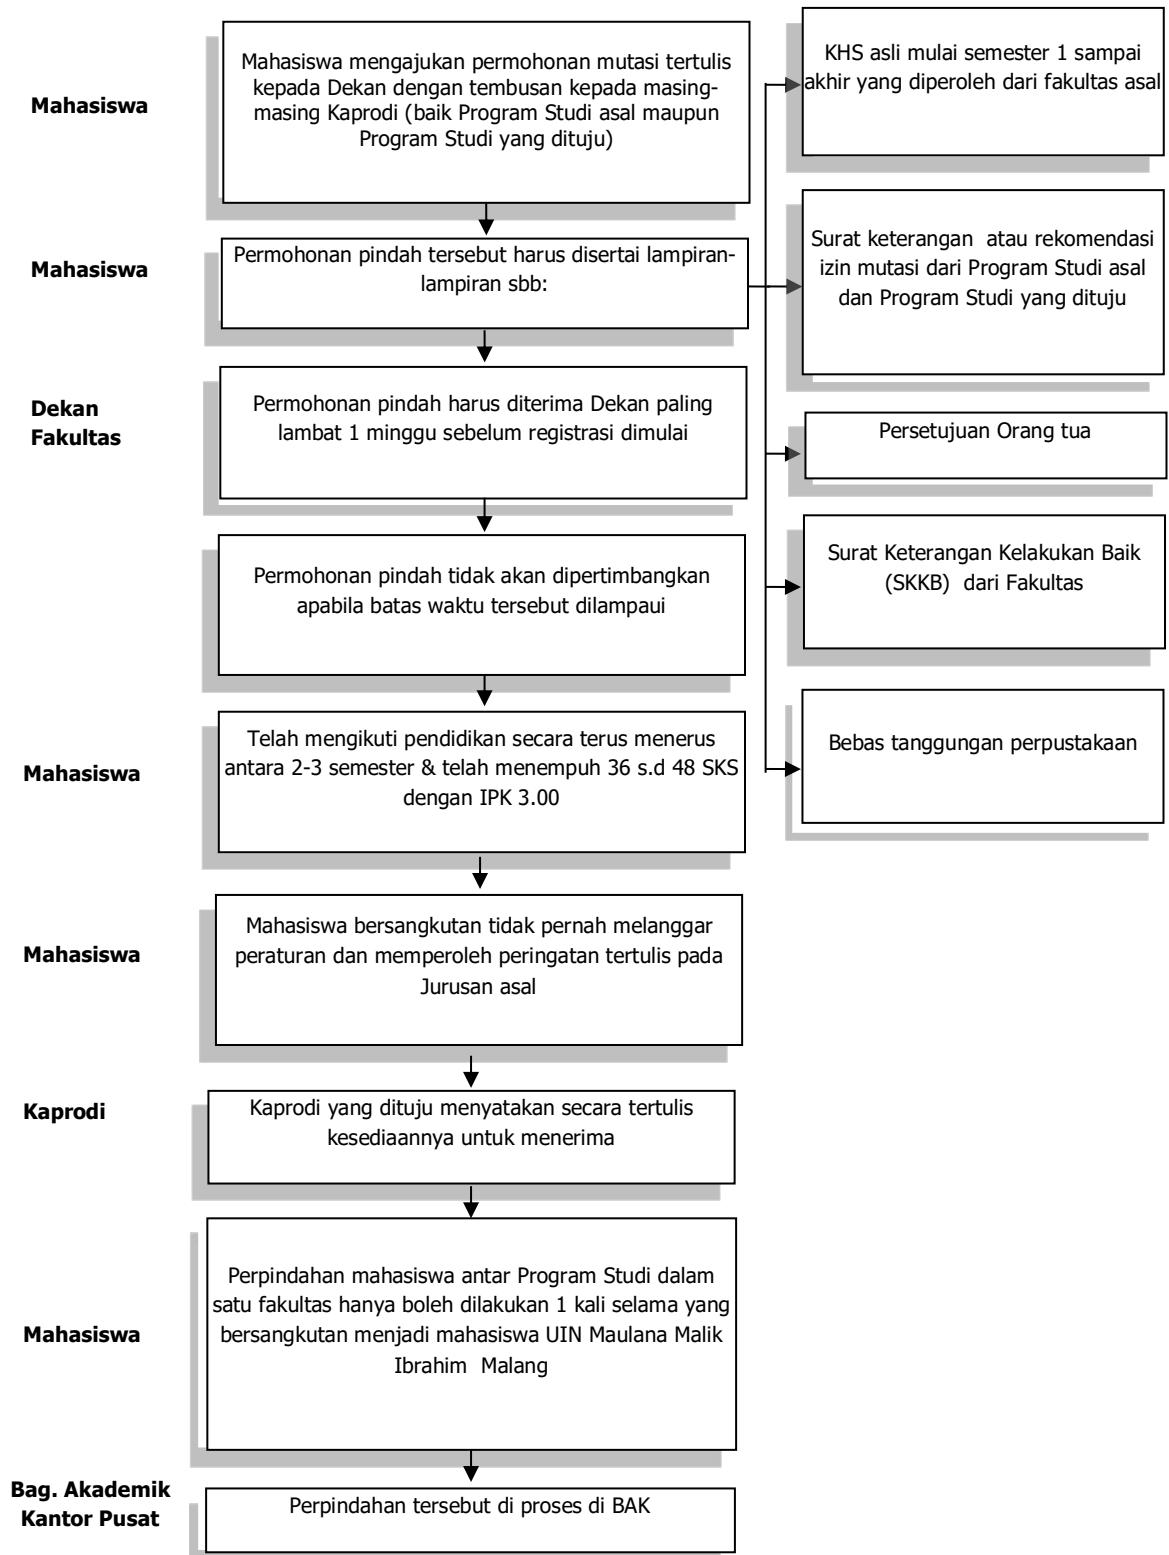 Mahasiswa
Mahasiswa mengajukan permohonan mutasi tertulis
kepada Dekan dengan tembusan kepada masing-
masing Kaprodi (baik Program Studi asal maupun
Program Studi yang dituju)
KHS asli mulai semester 1 sampai
akhir yang diperoleh dari fakultas asal
Mahasiswa
Permohonan pindah tersebut harus disertai lampiran-
lampiran sbb:
Surat keterangan atau rekomendasi
izin mutasi dari Program Studi asal
dan Program Studi yang dituju
Dekan
Fakultas
Permohonan pindah harus diterima Dekan paling
lambat 1 minggu sebelum registrasi dimulai
Persetujuan Orang tua
Permohonan pindah tidak akan dipertimbangkan
apabila batas waktu tersebut dilampaui
Surat Keterangan Kelakukan Baik
(SKKB) dari Fakultas
Mahasiswa
Telah mengikuti pendidikan secara terus menerus
antara 2-3 semester & telah menempuh 36 s.d 48 SKS
dengan IPK 3.00
Bebas tanggungan perpustakaan
Mahasiswa
Mahasiswa bersangkutan tidak pernah melanggar
peraturan dan memperoleh peringatan tertulis pada
Jurusan asal
Kaprodi
Kaprodi yang dituju menyatakan secara tertulis
kesediaannya untuk menerima
Mahasiswa
Perpindahan mahasiswa antar Program Studi dalam
satu fakultas hanya boleh dilakukan 1 kali selama yang
bersangkutan menjadi mahasiswa UIN Maulana Malik
Ibrahim Malang
Bag. Akademik
Kantor Pusat
Perpindahan tersebut di proses di BAK